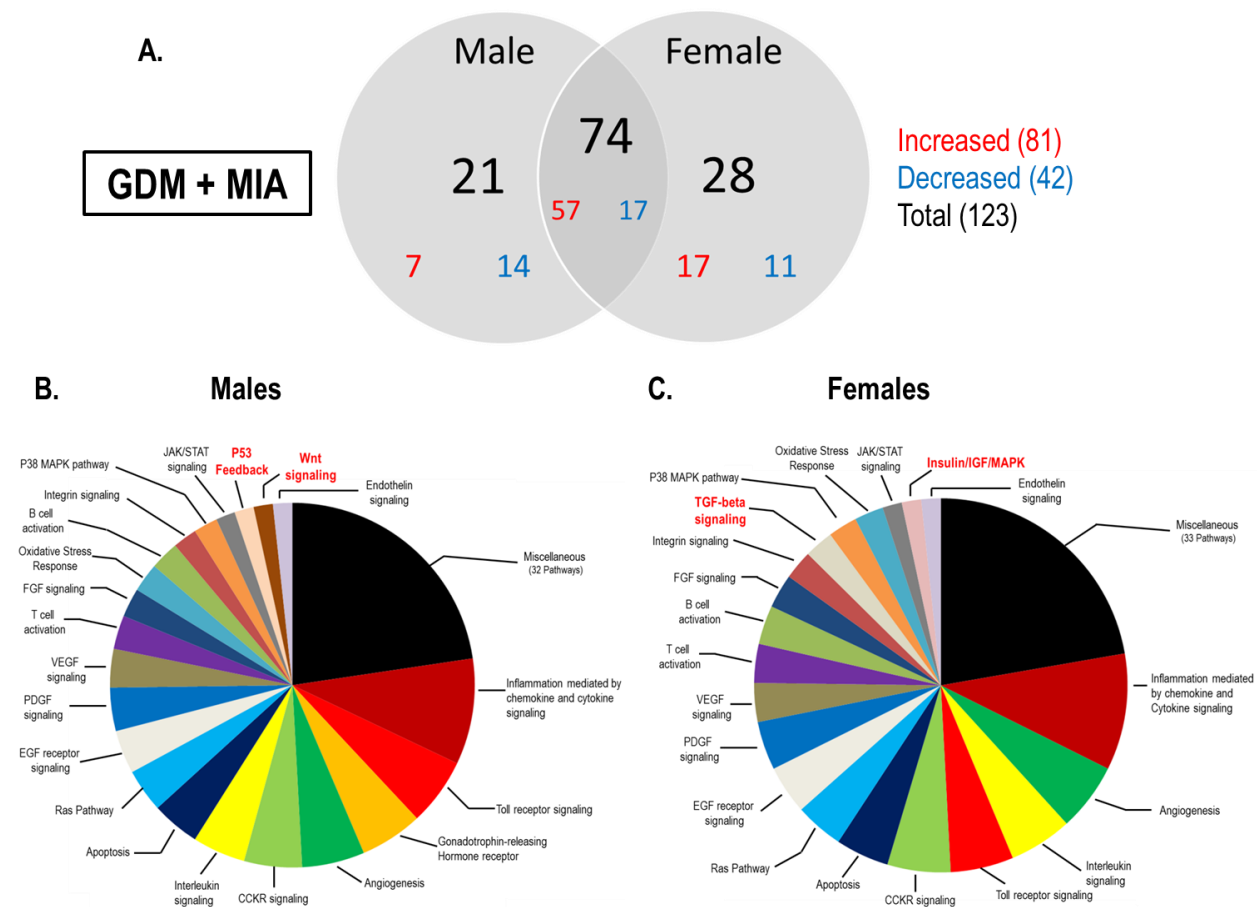 A.
Male
Female
GDM + MIA
74
21
28
57
17
7
14
17
11
Increased (81)
Decreased (42)
Total (123)
B.
Males
JAK/STAT
signaling
P53
Feedback
Wnt
signaling
Endothelin
signaling
P38 MAPK pathway
Integrin signaling
B cell
activation
Oxidative Stress
Response
FGF signaling
T cell
activation
VEGF
signaling
PDGF
signaling
EGF receptor
signaling
Ras Pathway
Apoptosis
Interleukin
signaling
CCKR signaling
Angiogenesis
Gonadotrophin-releasing
Hormone receptor
Toll receptor signaling
Inflammation mediated by
chemokine and cytokine
signaling
Miscellaneous
(32 Pathways)
C.
Females
Oxidative Stress
Response
JAK/STAT
signaling
Insulin/IGF/MAPK
Endothelin
signaling
P38 MAPK pathway
TGF-beta
signaling
Integrin signaling
FGF signaling
B cell
activation
T cell
activation
VEGF
signaling
PDGF
signaling
EGF receptor
signaling
Ras Pathway
Apoptosis
CCKR signaling
Toll receptor signaling
Interleukin
signaling
Angiogenesis
Inflammation mediated
by chemokine and
Cytokine signaling
Miscellaneous
(33 Pathways)